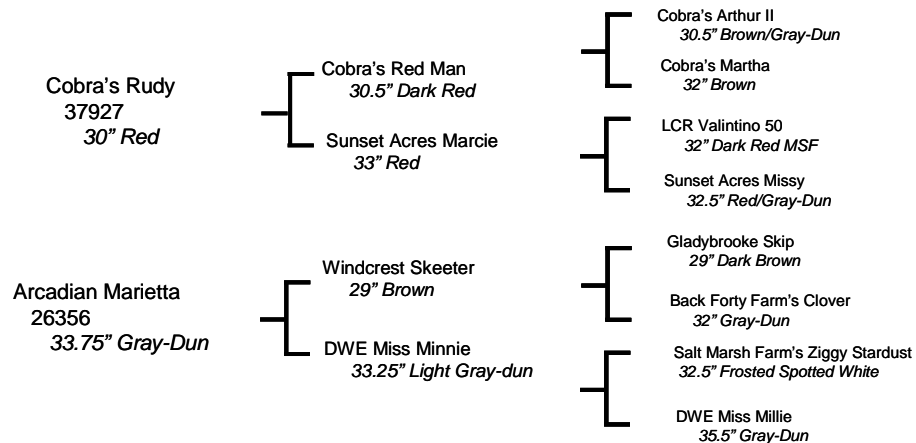 Cobra’s Rudy
37927
30” Red
Cobra’s Red Man
30.5” Dark Red
Sunset Acres Marcie
33” Red
Cobra’s Arthur II
30.5” Brown/Gray-Dun
Cobra’s Martha
32” Brown
LCR Valintino 50
32” Dark Red MSF
Sunset Acres Missy
32.5” Red/Gray-Dun
Arcadian Marietta
26356
33.75” Gray-Dun
Windcrest Skeeter
29” Brown
DWE Miss Minnie
33.25” Light Gray-dun
Gladybrooke Skip
29” Dark Brown
Back Forty Farm’s Clover
32” Gray-Dun
Salt Marsh Farm’s Ziggy Stardust
32.5” Frosted Spotted White
DWE Miss Millie
35.5” Gray-Dun